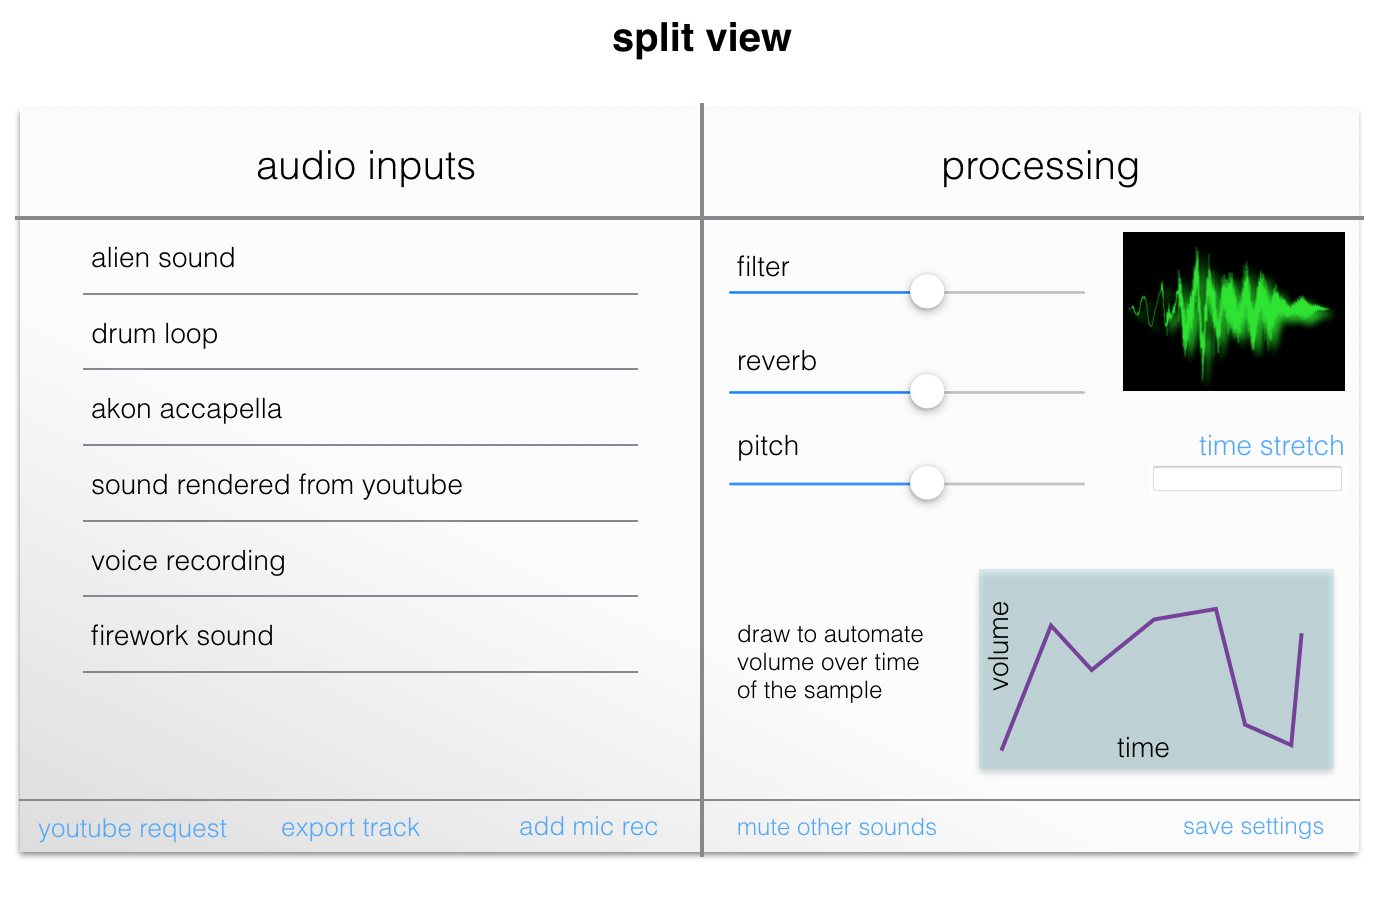 split view
audio inputs
alien sound
drum loop
akon accapella
sound rendered from youtube
voice recording
firework sound
youtube request
export track
add mic rec
processing
filter
reverb
pitch
time stretch
draw to automate
volume over time
of the sample
volume
time
mute other sounds
save settings